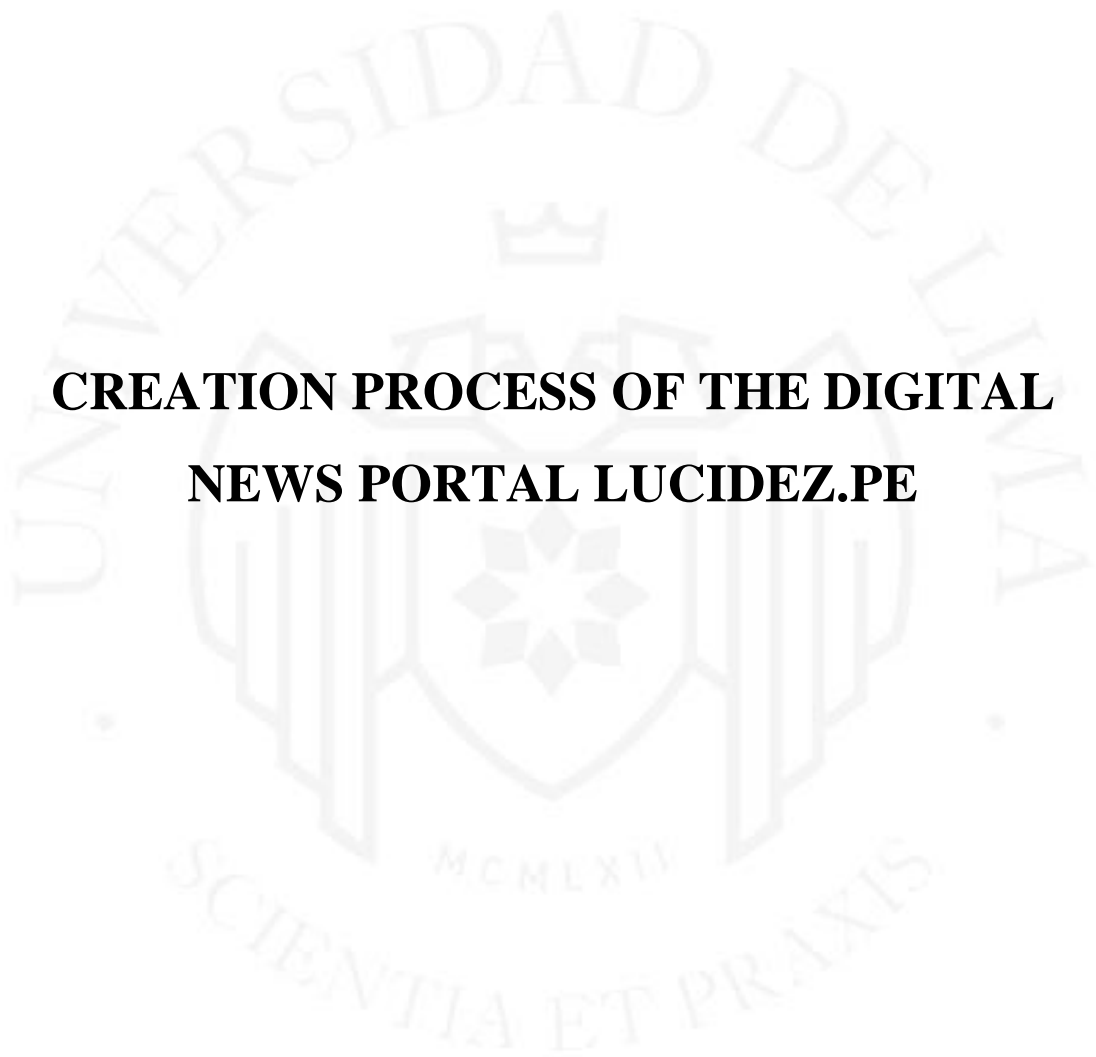 UNIVERSIDAD DE LIMA
CREATION PROCESS OF THE DIGITAL
NEWS PORTAL LUCIDEZ.PE
MCMLXII
SCIENTIA ET PRAXIS